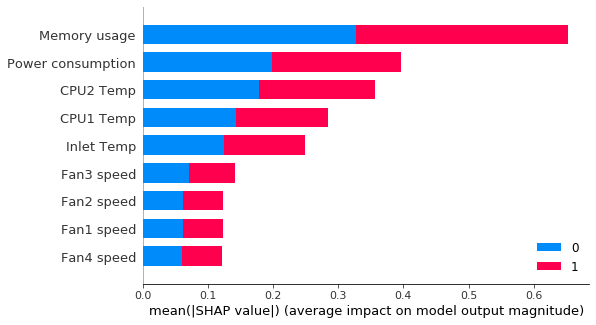 Memory usage
Power consumption
CPU2 Temp
CPU1 Temp
Inlet Temp
Fan3 speed
Fan2 speed
Fan1 speed
Fan4 speed
0
1
0.0 0.1 0.2 0.3 0.4 0.5 0.6
mean(|SHAP value|) (average impact on model output magnitude)